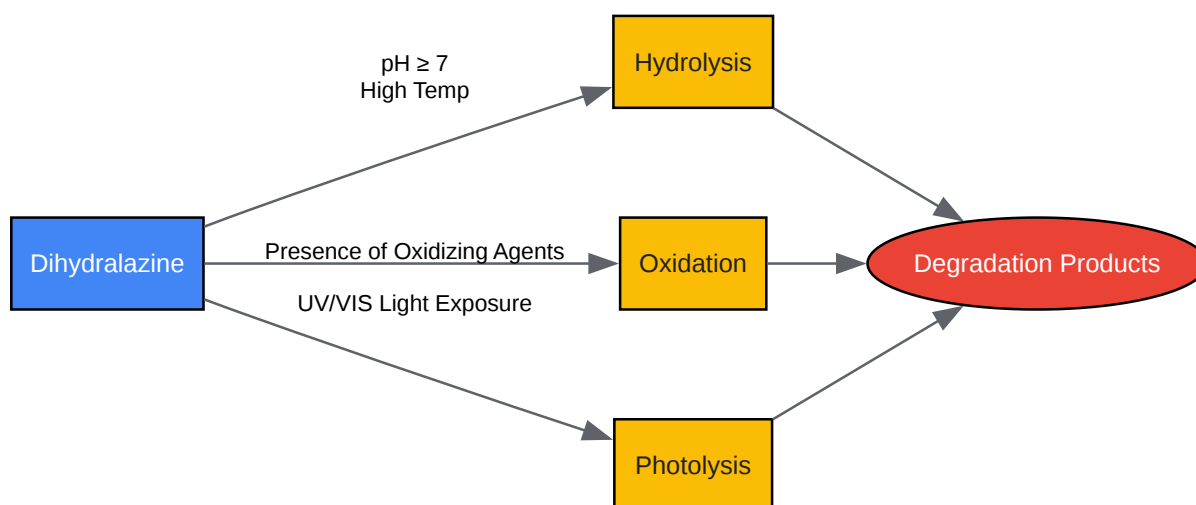 pH ≥ 7
High Temp
Hydrolysis
Dihydralazine
Presence of Oxidizing Agents
Oxidation
Degradation Products
UV/VIS Light Exposure
Photolysis